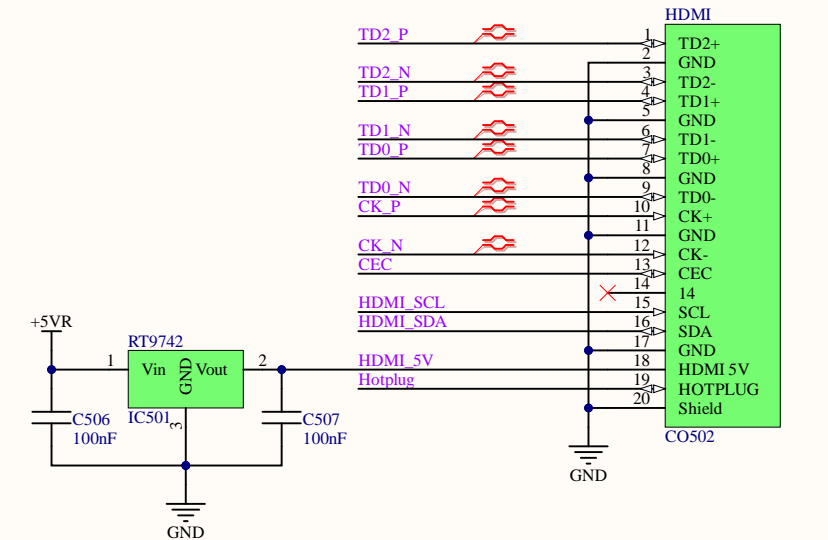 HDMI
TD2_P
1
TD2+
2
GND
TD2_N
3
TD2-
TD1_P
4
TD1+
5
GND
TD1_N
6
TD1-
TD0_P
7
TD0+
8
GND
TD0_N
9
TD0-
CK_P
10
CK+
11
GND
CK_N
12
CK-
CEC
13
CEC
14
14
HDMI_SCL
15
SCL
HDMI_SDA
16
SDA
17
GND
HDMI_5V
18
HDMI 5V
Hotplug
19
HOTPLUG
20
Shield
CO502
GND
+5VR
RT9742
1
Vin
GND
Vout
2
IC501
3
C506
100nF
C507
100nF
GND